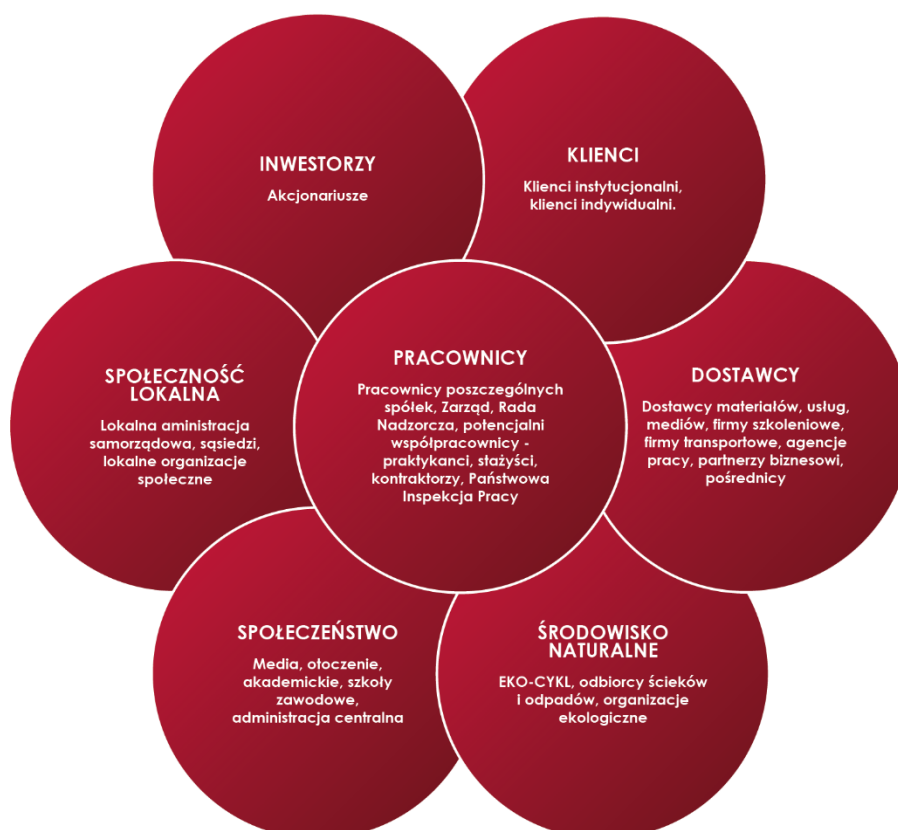 INWESTORZY
Akcjonariusze
KLIENCI
Klienci instytucjonalni,
klienci indywidualni.
SPOŁECZNOŚĆ
LOKALNA
Lokalna aministracja
samorządowa, sąsiedzi,
lokalne organizacje
społeczne
PRACOWNICY
Pracownicy poszczególnych
spółek, Zarząd, Rada
Nadzorcza, potencjalni
współpracownicy -
praktykanci, stażyści,
kontraktorzy, Państwowa
Inspekcja Pracy
DOSTAWCY
Dostawcy materiałów, usług,
mediów, firmy szkoleniowe,
firmy transportowe, agencje
pracy, partnerzy biznesowi,
pośrednicy
SPOŁECZEŃSTWO
Media, otoczenie,
akademickie, szkoły
zawodowe,
administracja centralna
ŚRODOWISKO
NATURALNE
EKO-CYKL, odbiorcy ścieków
i odpadów, organizacje
ekologiczne